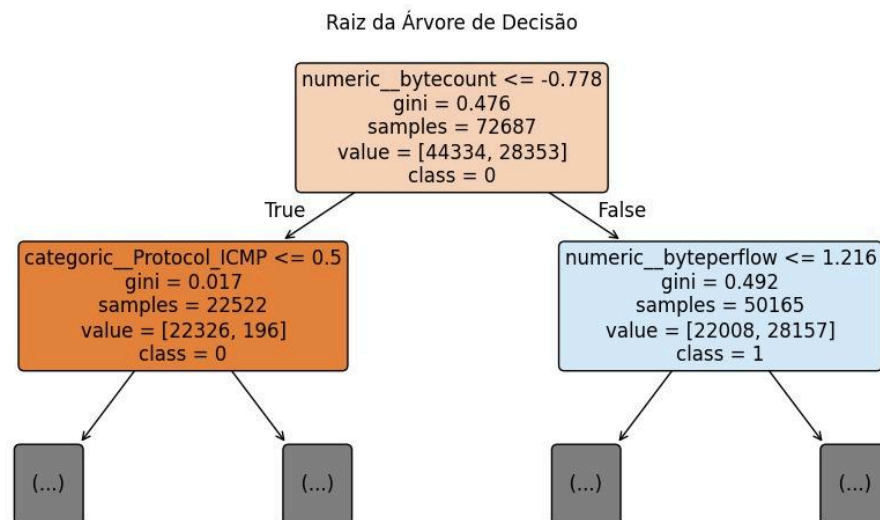 Raiz da Árvore de Decisão
numeric__bytecount <= -0.778
gini = 0.476
samples = 72687
value = [44334, 28353]
class = 0
True
False
categoric__Protocol_ICMP <= 0.5
gini = 0.017
samples = 22522
value = [22326, 196]
class = 0
numeric__byteperflow <= 1.216
gini = 0.492
samples = 50165
value = [22008, 28157]
class = 1
(...)
(...)
(...)
(...)